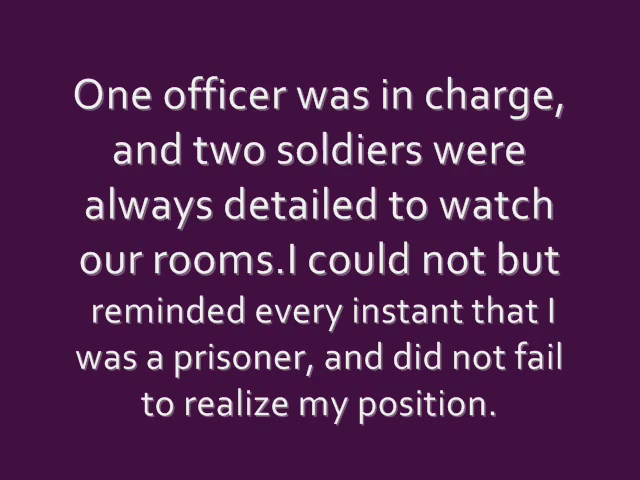 One officer was in charge,
and two soldiers were
always detailed to watch
our rooms.I could not but
reminded every instant that I
was a prisoner, and did not fail
to realize my position.